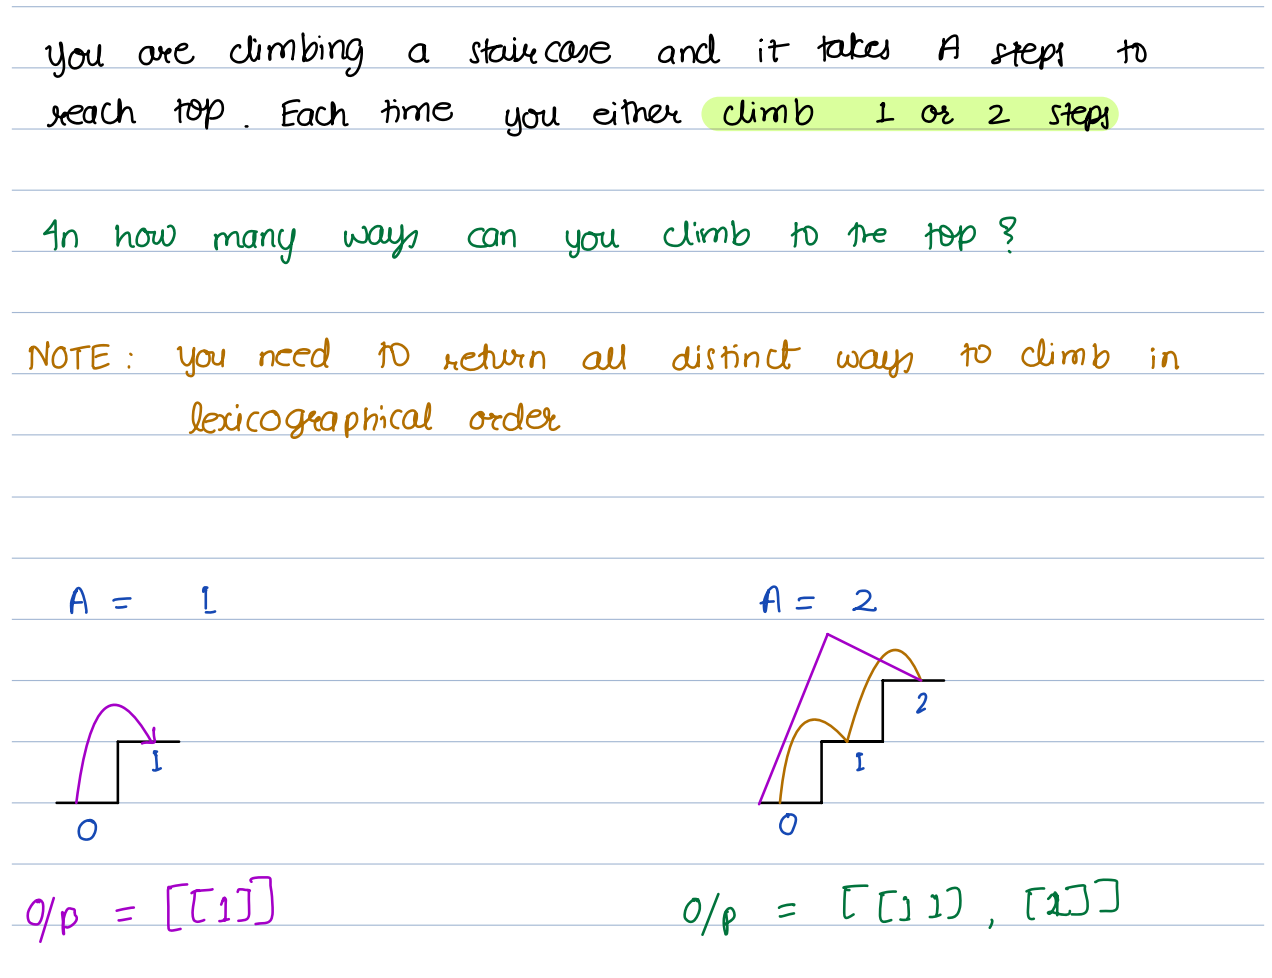 you are climbing a staircase and it takes A steps to
reach top. Each time you either climb 1 or 2 steps
In how many ways can you climb to the top?
NOTE: you need to return all distinct ways to climb in
lexicographical order
A = 1
A = 2
2
1
1
0
0
O/p = [[1]]
O/p = [[1 1], [2]]